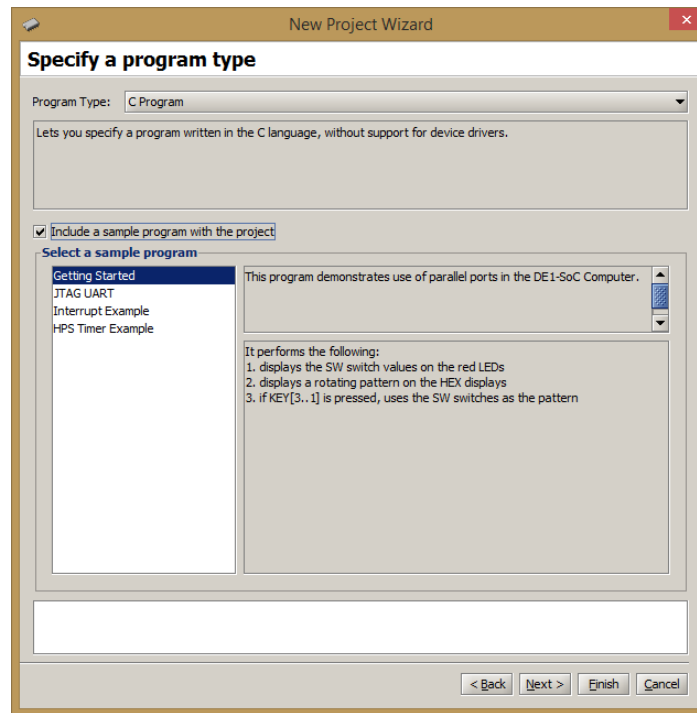 New Project Wizard
Specify a program type
Program Type: C Program
Lets you specify a program written in the C language, without support for device drivers.
Include a sample program with the project
Select a sample program
Getting Started
JTAG UART
Interrupt Example
HPS Timer Example
This program demonstrates use of parallel ports in the DE1-SoC Computer.
It performs the following:
1. displays the SW switch values on the red LEDs
2. displays a rotating pattern on the HEX displays
3. if KEY[3..1] is pressed, uses the SW switches as the pattern
< Back Next > Finish Cancel